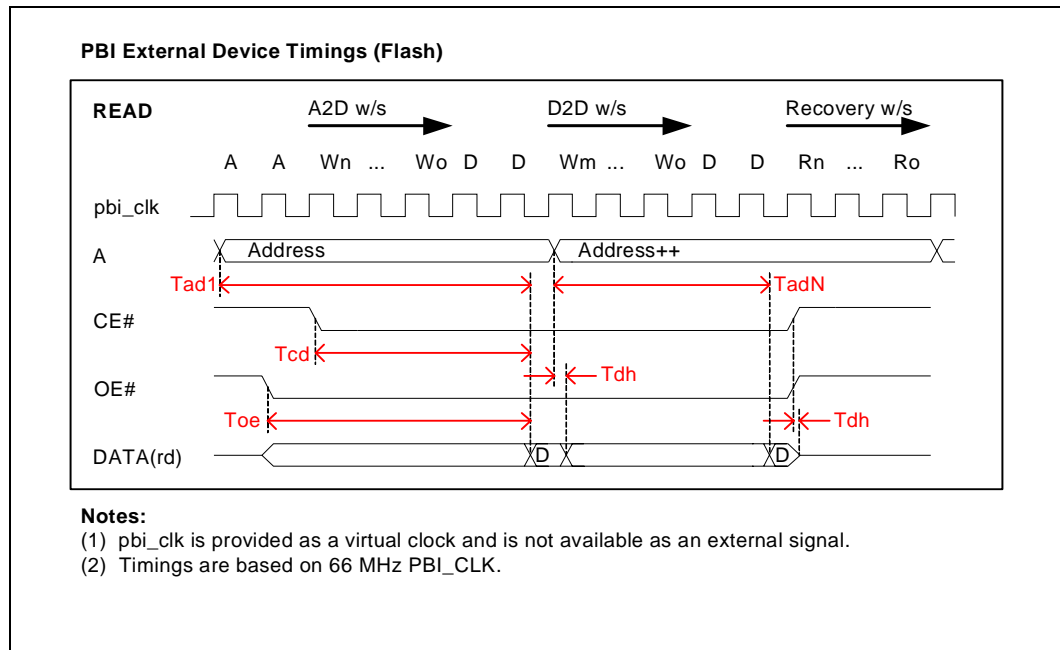 PBI External Device Timings (Flash)
READ
A2D w/s
D2D w/s
Recovery w/s
A A Wn ... Wo D D Wm ... Wo D D Rn ... Ro
pbi_clk
A
Address
Address++
Tad1
TadN
CE#
Tcd
Tdh
OE#
Toe
Tdh
DATA(rd)
D
D
Notes:
(1) pbi_clk is provided as a virtual clock and is not available as an external signal.
(2) Timings are based on 66 MHz PBI_CLK.